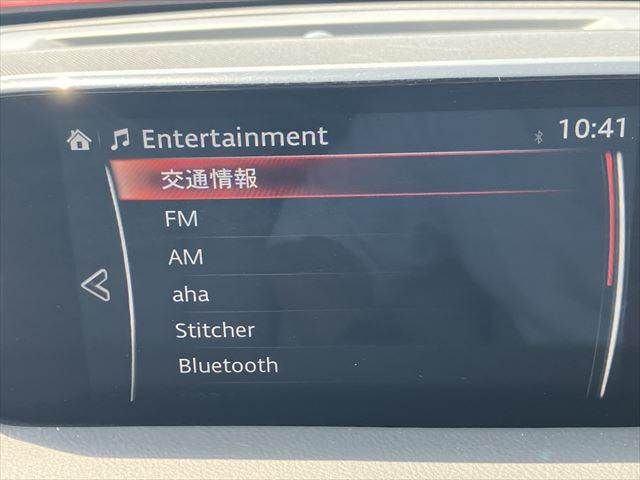 Entertainment
10:41
交通情報
FM
AM
aha
Stitcher
Bluetooth